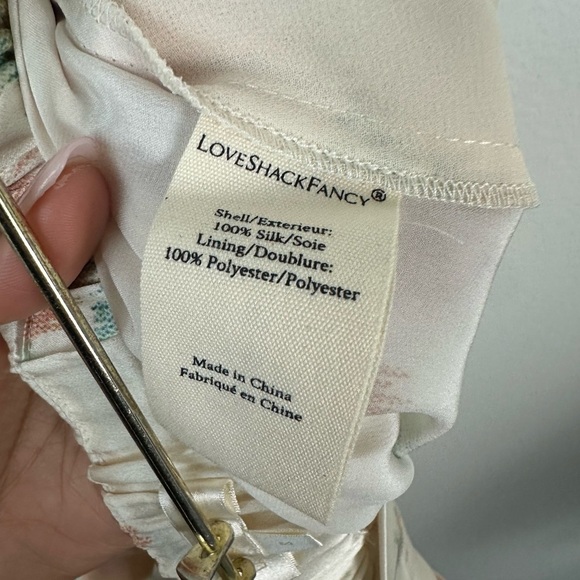 LoveShackFancy®
Shell/Exterieur:
100% Silk/Soie
Lining/Doublure:
100% Polyester/Polyester
Made in China
Fabriqué en Chine